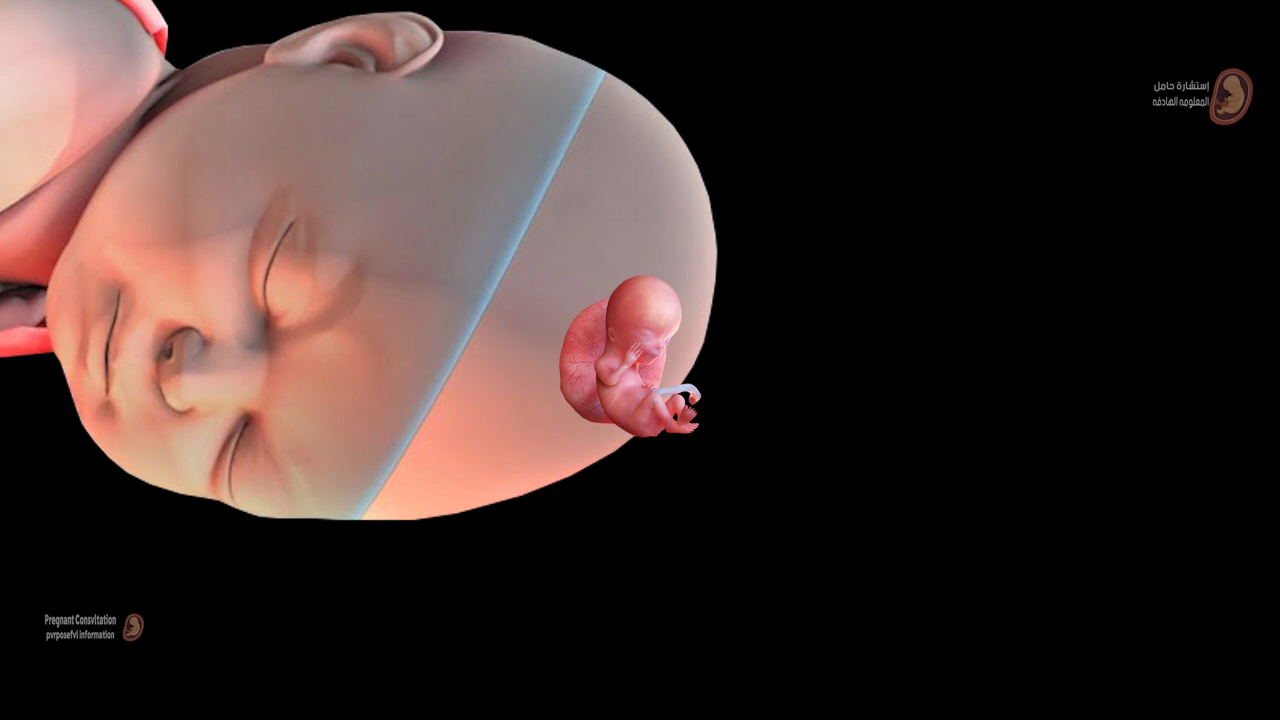 إستشارة حامل
المعلومه الهادفه
Pregnant Consvltation
pvrposefvl information